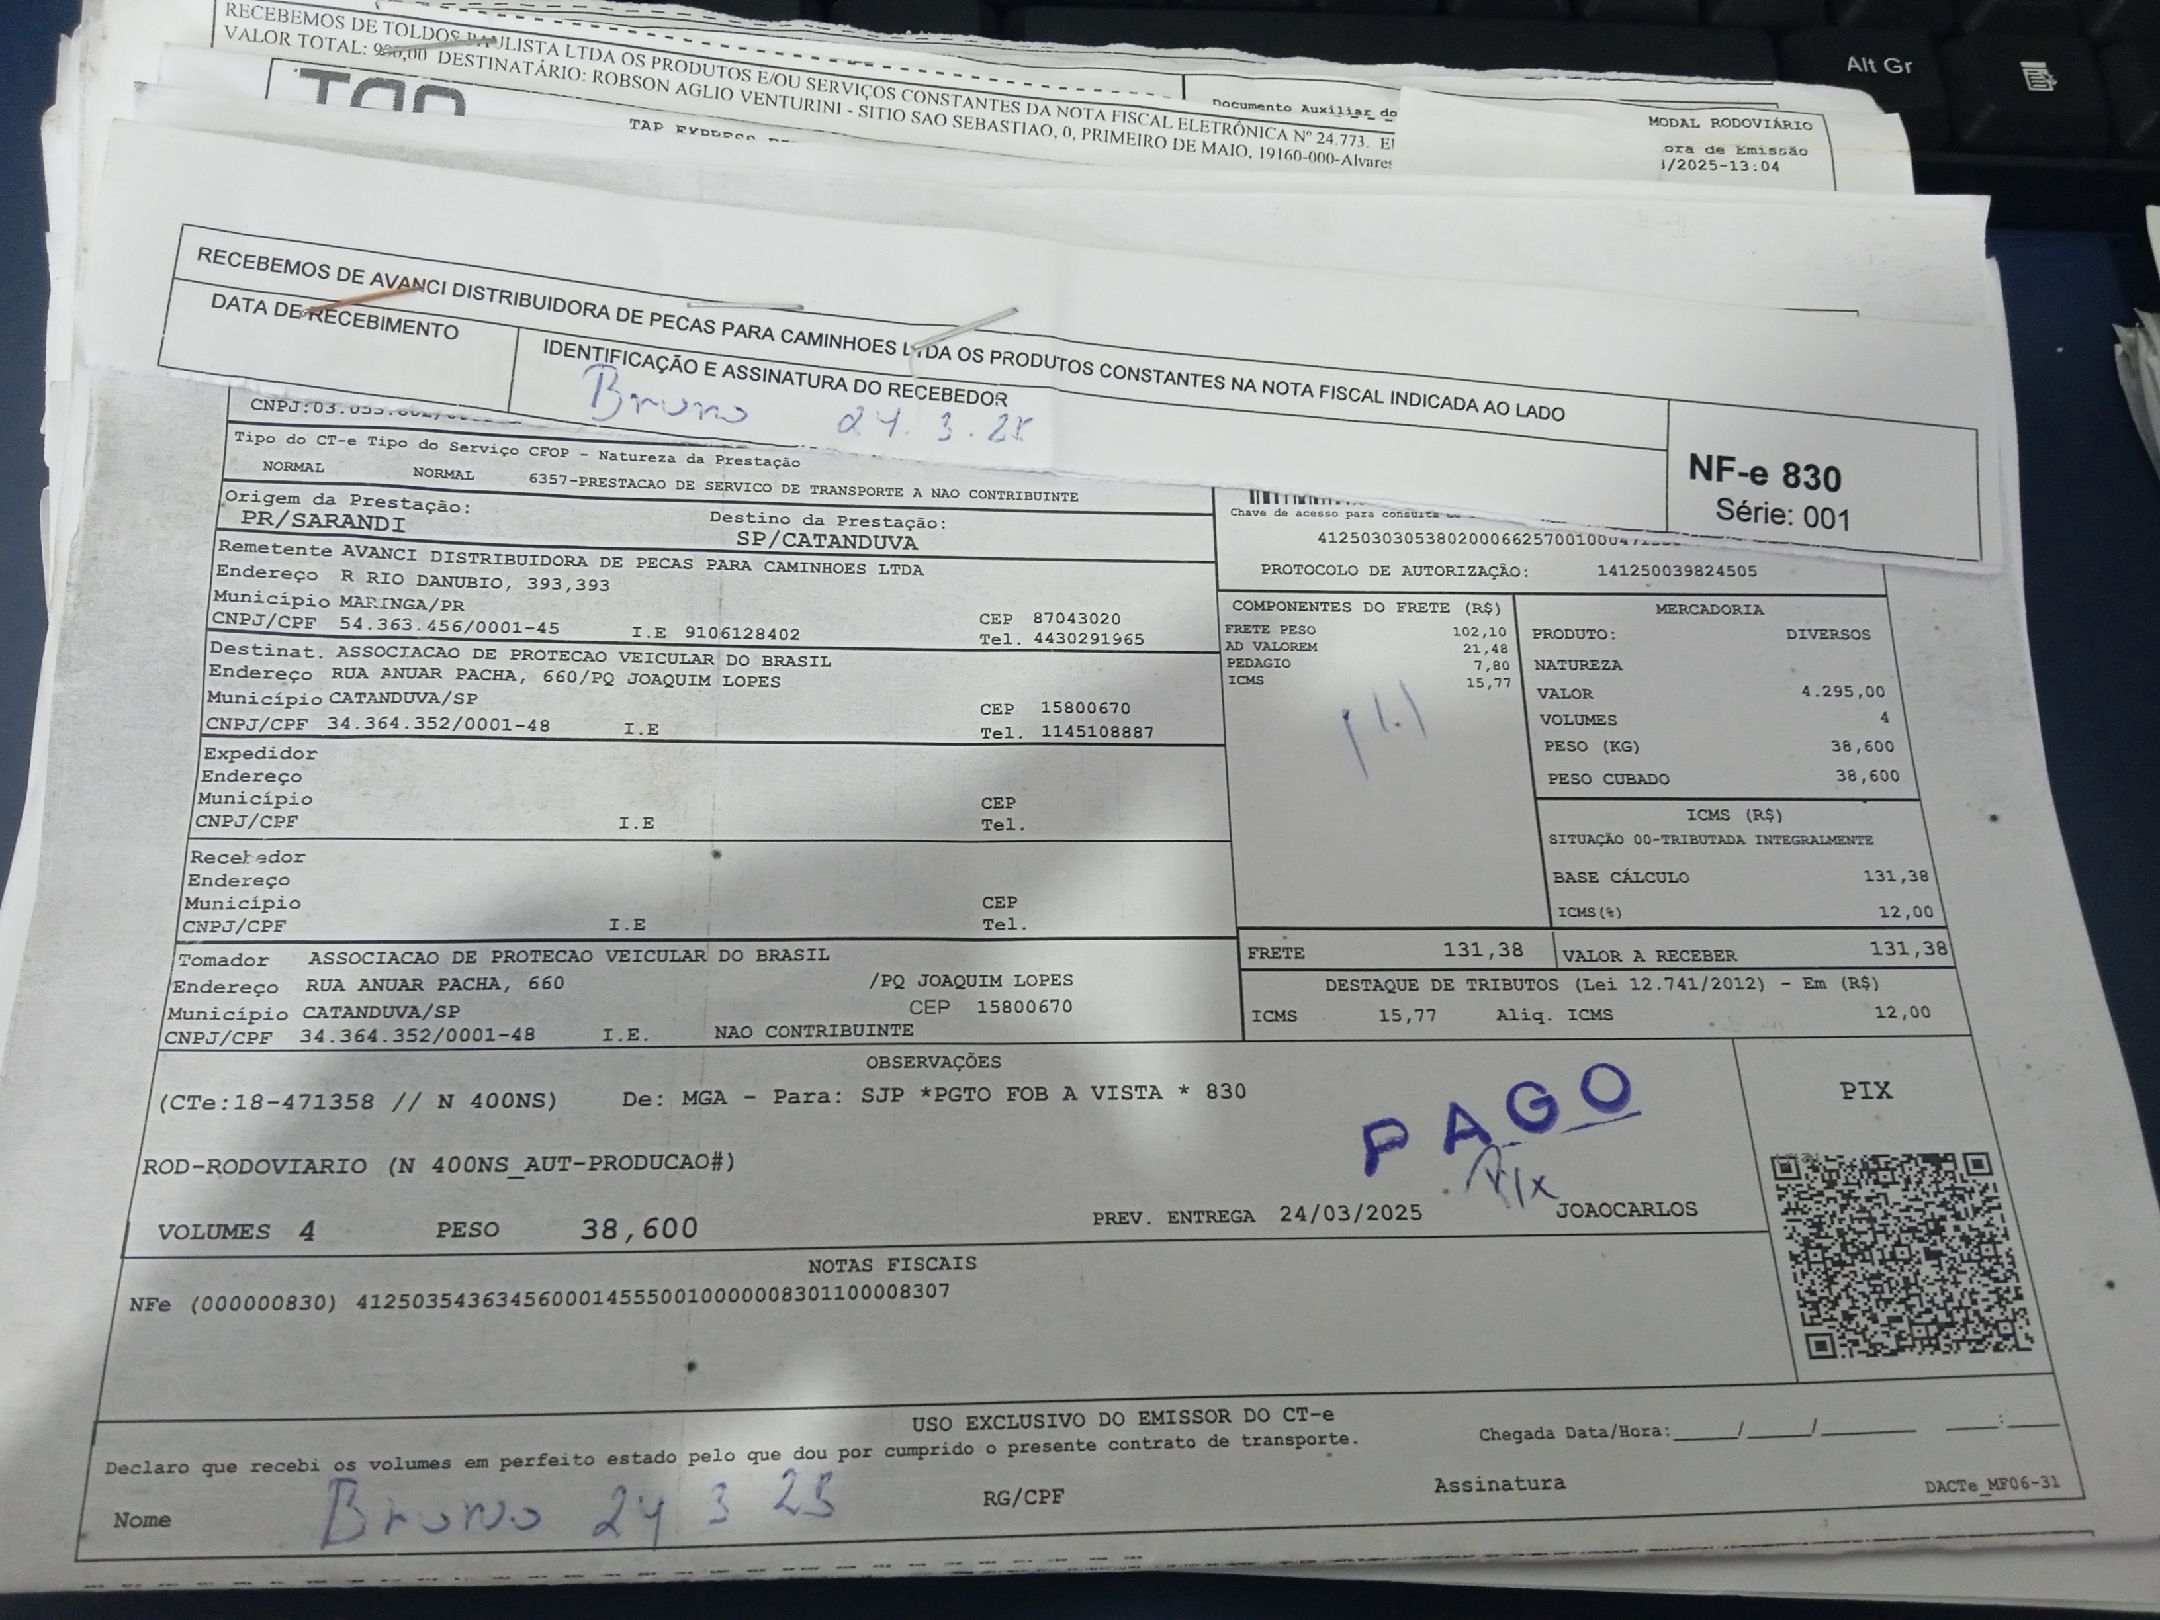 Alt Gr
RECEBEMOS DE TOLDOS PAULISTA LTDA OS PRODUTOS E/OU SERVIÇOS CONSTANTES DA NOTA FISCAL ELETRÔNICA Nº 24.773.
VALOR TOTAL: 990,00 DESTINATÁRIO: ROBSON AGLIO VENTURINI - SITIO SAO SEBASTIAO, 0, PRIMEIRO DE MAIO, 19160-000-Alvares
Documento Auxiliar do
MODAL RODOVIÁRIO
ora de Emissão
/2025-13:04
TAP EXPRESS
RECEBEMOS DE AVANCI DISTRIBUIDORA DE PECAS PARA CAMINHOES LTDA OS PRODUTOS CONSTANTES NA NOTA FISCAL INDICADA AO LADO
DATA DE RECEBIMENTO
IDENTIFICAÇÃO E ASSINATURA DO RECEBEDOR
Bruno 24.3.25
NF-e 830
Série: 001
Tipo do CT-e Tipo do Serviço CFOP - Natureza da Prestação
NORMAL NORMAL 6357-PRESTACAO DE SERVICO DE TRANSPORTE A NAO CONTRIBUINTE
Origem da Prestação: Destino da Prestação:
PR/SARANDI SP/CATANDUVA
Chave de acesso para consulta
PROTOCOLO DE AUTORIZAÇÃO: 141250039824505
Remetente AVANCI DISTRIBUIDORA DE PECAS PARA CAMINHOES LTDA
Endereço R RIO DANUBIO, 393,393
Município MARINGA/PR CEP 87043020
CNPJ/CPF 54.363.456/0001-45 I.E 9106128402 Tel. 4430291965
Destinat. ASSOCIACAO DE PROTECAO VEICULAR DO BRASIL
Endereço RUA ANUAR PACHA, 660/PQ JOAQUIM LOPES
Município CATANDUVA/SP CEP 15800670
CNPJ/CPF 34.364.352/0001-48 I.E Tel. 1145108887
Expedidor
Endereço
Município CEP
CNPJ/CPF I.E Tel.
Recebedor
Endereço
Município CEP
CNPJ/CPF I.E Tel.
Tomador ASSOCIACAO DE PROTECAO VEICULAR DO BRASIL
Endereço RUA ANUAR PACHA, 660 /PQ JOAQUIM LOPES
Município CATANDUVA/SP CEP 15800670
CNPJ/CPF 34.364.352/0001-48 I.E. NAO CONTRIBUINTE
COMPONENTES DO FRETE (R$)
FRETE PESO 102,10
AD VALOREM 21,48
PEDAGIO 7,80
ICMS 15,77
MERCADORIA
PRODUTO: DIVERSOS
NATUREZA
VALOR 4.295,00
VOLUMES 4
PESO (KG) 38,600
PESO CUBADO 38,600
ICMS (R$)
SITUAÇÃO 00-TRIBUTADA INTEGRALMENTE
BASE CÁLCULO 131,38
ICMS(%) 12,00
FRETE 131,38 VALOR A RECEBER 131,38
DESTAQUE DE TRIBUTOS (Lei 12.741/2012) - Em (R$)
ICMS 15,77 Aliq. ICMS 12,00
OBSERVAÇÕES
(CTe:18-471358 // N 400NS) De: MGA - Para: SJP *PGTO FOB A VISTA * 830
PAGO
Pix
PIX
ROD-RODOVIARIO (N 400NS_AUT-PRODUCAO#)
VOLUMES 4 PESO 38,600 PREV. ENTREGA 24/03/2025 JOAOCARLOS
NOTAS FISCAIS
NFe (000000830) 41250354363456000145550010000008301100008307
USO EXCLUSIVO DO EMISSOR DO CT-e
Declaro que recebi os volumes em perfeito estado pelo que dou por cumprido o presente contrato de transporte.
Chegada Data/Hora:_____/_____/_______ ____:____
Nome Bruno 24 3 25 RG/CPF Assinatura DACTe_MF06-31